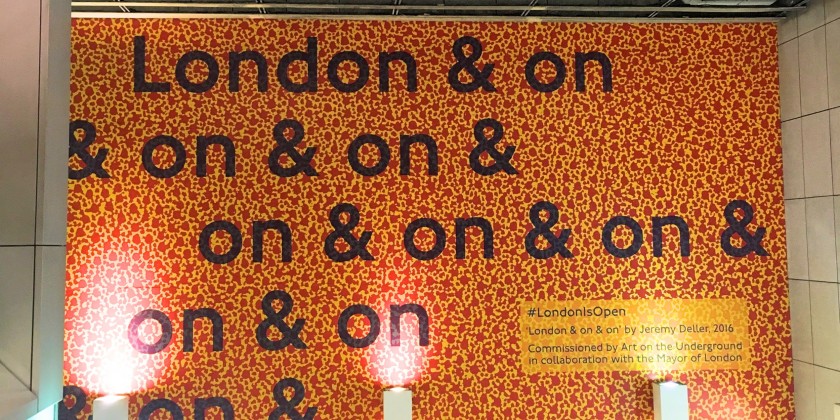 London & on
& on & on &
on & on & on &
on & on
& on &
#LondonIsOpen
'London & on & on' by Jeremy Deller, 2016
Commissioned by Art on the Underground
in collaboration with the Mayor of London